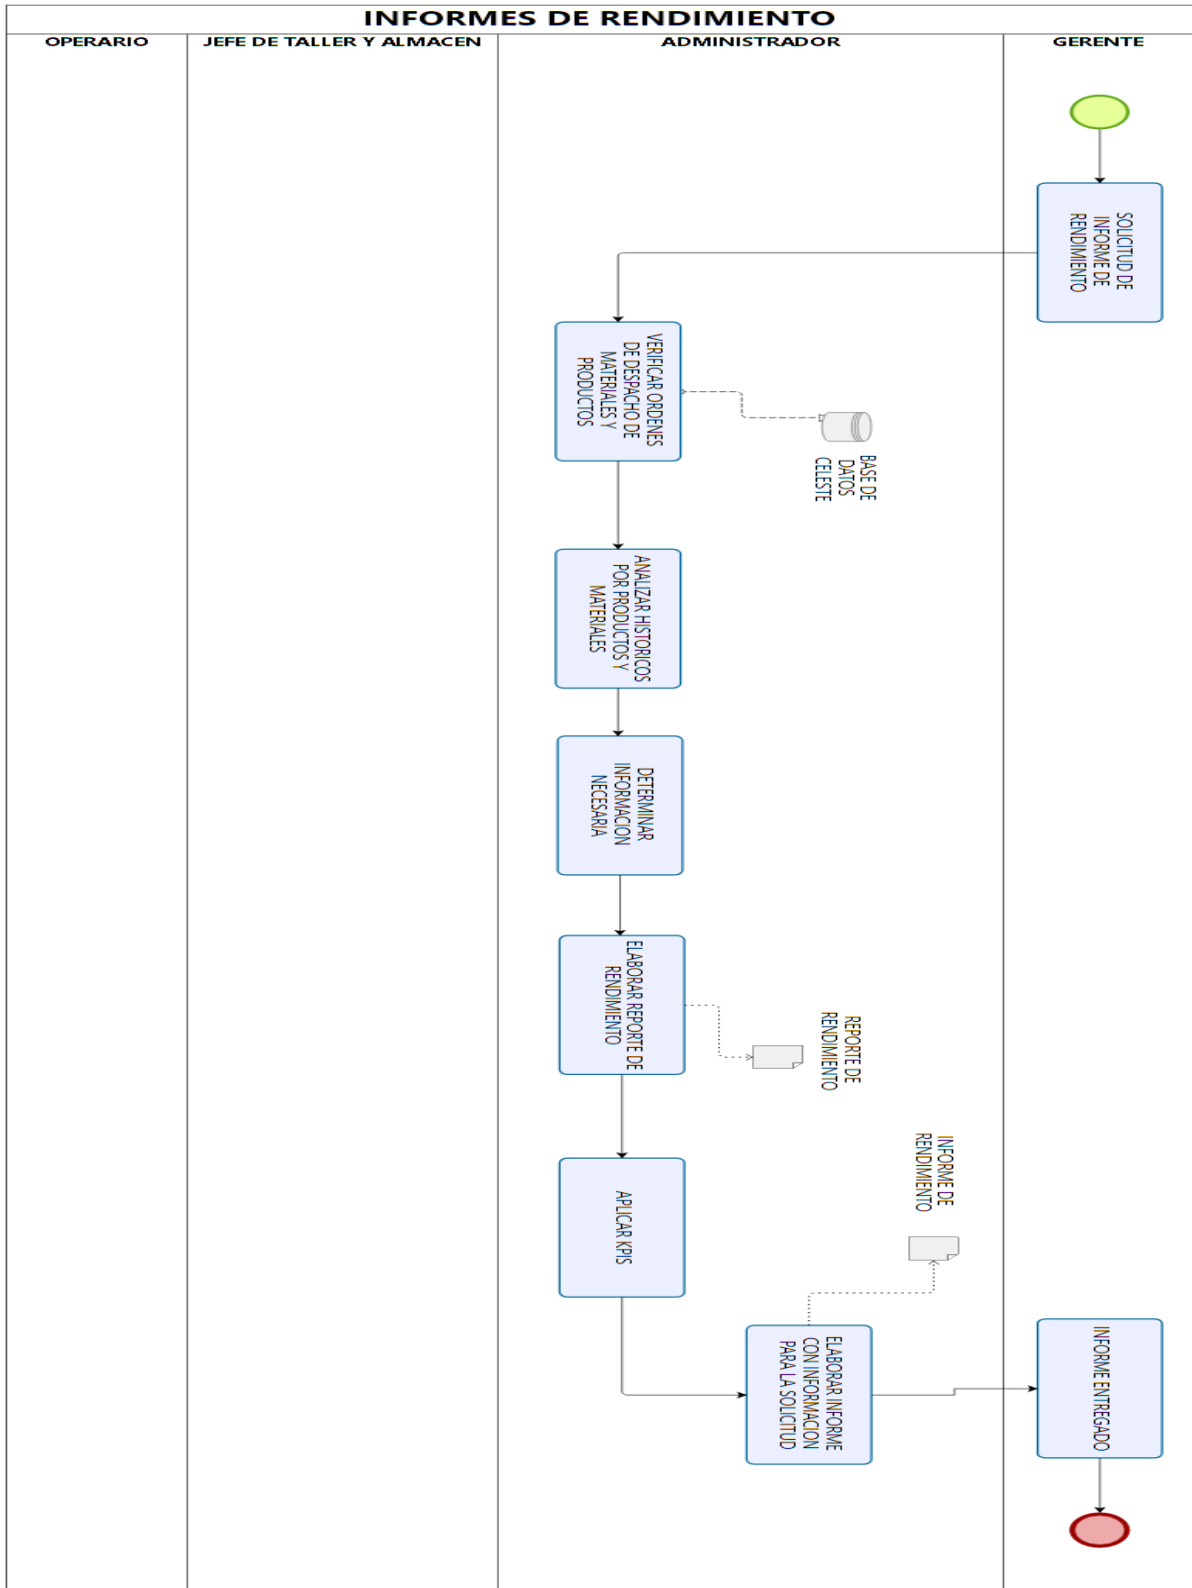 INFORMES DE RENDIMIENTO
OPERARIO
JEFE DE TALLER Y ALMACEN
ADMINISTRADOR
GERENTE
SOLICITUD DE
INFORME DE
RENDIMIENTO
VERIFICAR ORDENES
DE DESPACHO DE
MATERIALES Y
PRODUCTOS
BASE DE
DATOS
CELESTE
ANALIZAR HISTORICOS
POR PRODUCTOS Y
MATERIALES
DETERMINAR
INFORMACION
NECESARIA
ELABORAR REPORTE DE
RENDIMIENTO
REPORTE DE
RENDIMIENTO
APLICAR KPIS
INFORME DE
RENDIMIENTO
ELABORAR INFORME
CON INFORMACION
PARA LA SOLICITUD
INFORME ENTREGADO